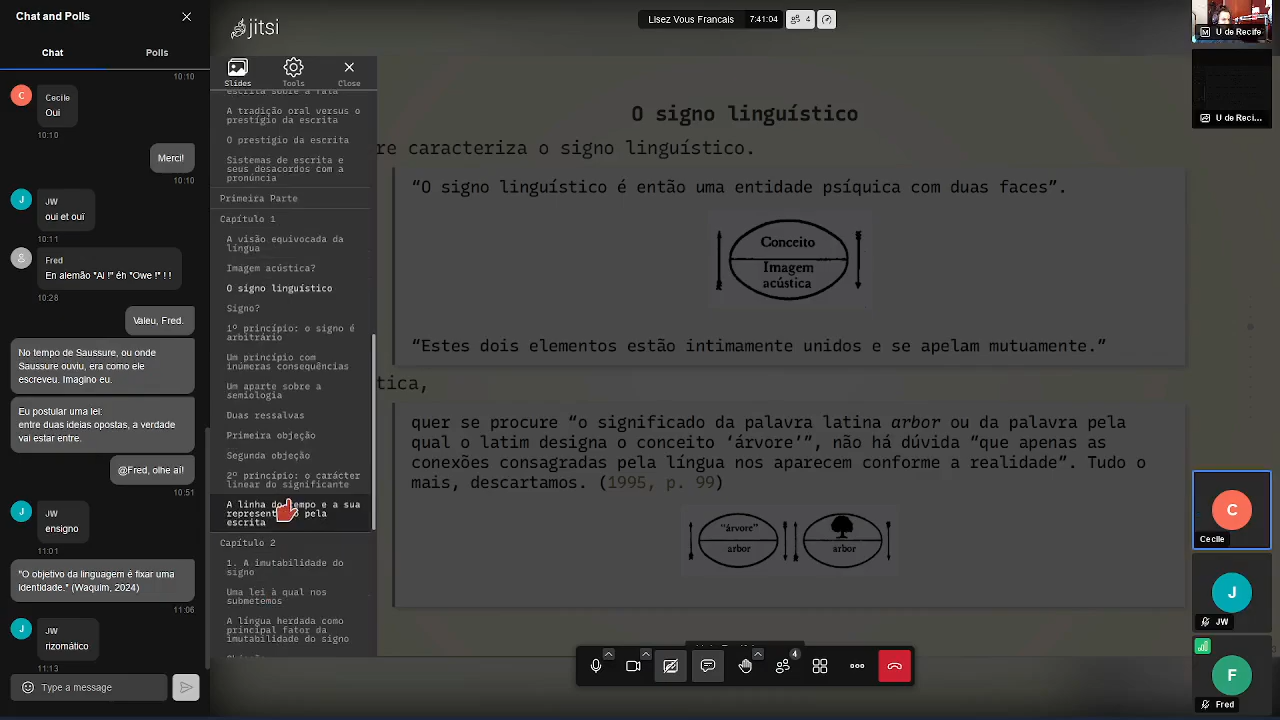 Chat and Polls
Chat
Polls
10:10
C
Cecile
Oui
10:10
Merci!
10:10
J
JW
oui et oui
10:11
Fred
En alemão "Ai !" éh "Owe !" ! !
10:28
Valeu, Fred.
No tempo de Saussure, ou onde
Saussure ouviu, era como ele
escreveu. Imagino eu.
Eu postular uma lei:
entre duas ideias opostas, a verdade
vai estar entre.
@Fred, olhe aí!
10:51
J
JW
ensigno
11:01
"O objetivo da linguagem é fixar uma
identidade." (Waquim, 2024)
11:06
J
JW
rizomático
11:13
Type a message
jitsi
Lisez Vous Francais
7:41:04
4
Slides
Tools
Close
escrita sobre a fala
A tradição oral versus o
prestígio da escrita
O prestígio da escrita
Sistemas de escrita e
seus desacordos com a
pronúncia
Primeira Parte
Capítulo 1
A visão equivocada da
língua
Imagem acústica?
O signo linguístico
Signo?
1º princípio: o signo é
arbitrário
Um princípio com
inúmeras consequências
Um aparte sobre a
semiologia
Duas ressalvas
Primeira objeção
Segunda objeção
2º princípio: o carácter
linear do significante
A linha do tempo e a sua
pela
escrita
Capítulo 2
1. A imutabilidade do
signo
Uma lei à qual nos
submetemos
A língua herdada como
principal fator da
imutabilidade do signo
O signo linguístico
re caracteriza o signo linguístico.
“O signo linguístico é então uma entidade psíquica com duas faces”.
Conceito
Imagem
acústica
“Estes dois elementos estão intimamente unidos e se apelam mutuamente.”
tica,
quer se procure “o significado da palavra latina arbor ou da palavra pela
qual o latim designa o conceito ‘árvore’”, não há dúvida “que apenas as
conexões consagradas pela língua nos aparecem conforme a realidade”. Tudo o
mais, descartamos. (1995, p. 99)
“árvore”
arbor
arbor
4
M
U de Recife
U de Reci...
C
Cecile
J
JW
F
Fred